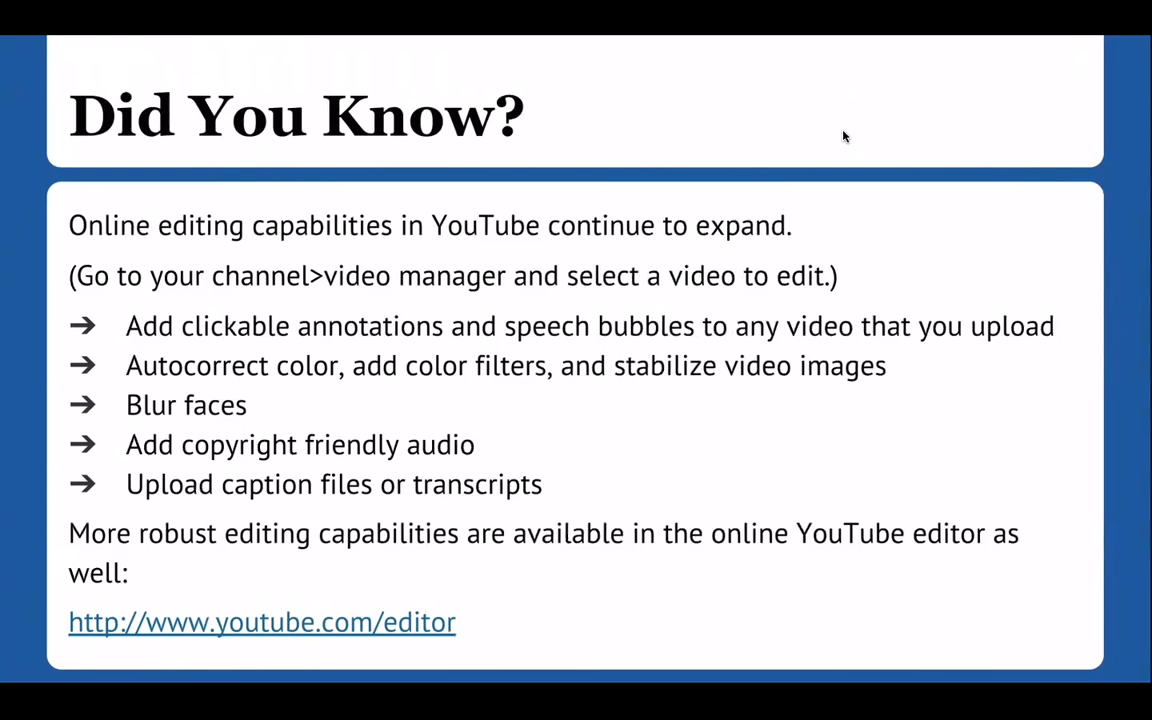 Did You Know?
Online editing capabilities in YouTube continue to expand.
(Go to your channel>video manager and select a video to edit.)
➔ Add clickable annotations and speech bubbles to any video that you upload
➔ Autocorrect color, add color filters, and stabilize video images
➔ Blur faces
➔ Add copyright friendly audio
➔ Upload caption files or transcripts
More robust editing capabilities are available in the online YouTube editor as
well:
http://www.youtube.com/editor